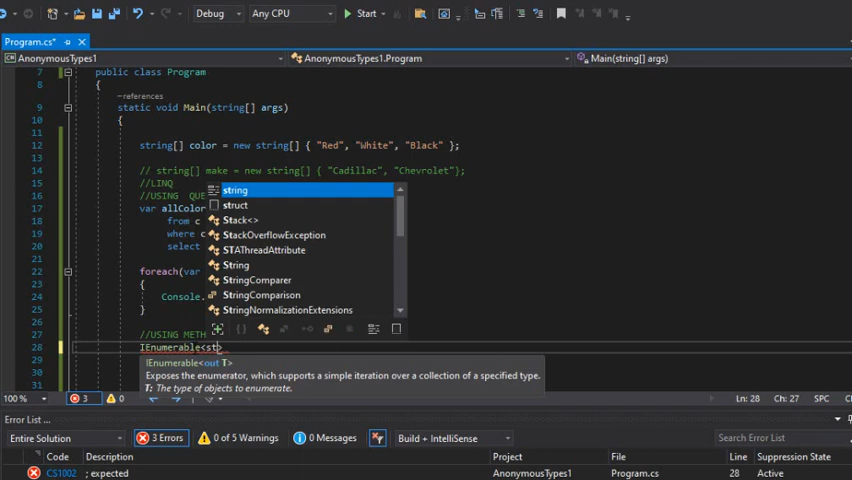 Debug Any CPU Start
Program.cs*
AnonymousTypes1 AnonymousTypes1.Program Main(string[] args)
7 public class Program
8 {
-references
9 static void Main(string[] args)
10 {
11
12 string[] color = new string[] { "Red", "White", "Black" };
13
14 // string[] make = new string[] { "Cadillac", "Chevrolet"};
15 //LINQ
16 //USING QUE
17 var allColor
18 from c
19 where c
20 select
21
22 foreach(var
23 {
24 Console.
25 }
26
27 //USING METH
28 IEnumerable<st>
29
30
31
string
struct
Stack<>
StackOverflowException
STAThreadAttribute
String
StringComparer
StringComparison
StringNormalizationExtensions
IEnumerable<out T>
Exposes the enumerator, which supports a simple iteration over a collection of a specified type.
T: The type of objects to enumerate.
100 % 3 0 Ln: 28 Ch: 27 SPC
Error List ...
Entire Solution 3 Errors 0 of 5 Warnings 0 Messages Build + IntelliSense Search Error List
Code Description Project File Line Suppression State
CS1002 ; expected AnonymousTypes1 Program.cs 28 Active